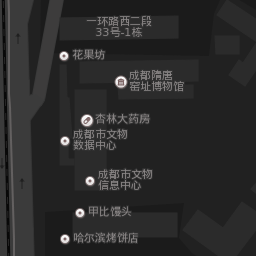 一环路西二段
33号-1栋
花果坊
成都隋唐
窑址博物馆
杏林大药房
成都市文物
数据中心
成都市文物
信息中心
甲比馒头
哈尔滨烤饼店